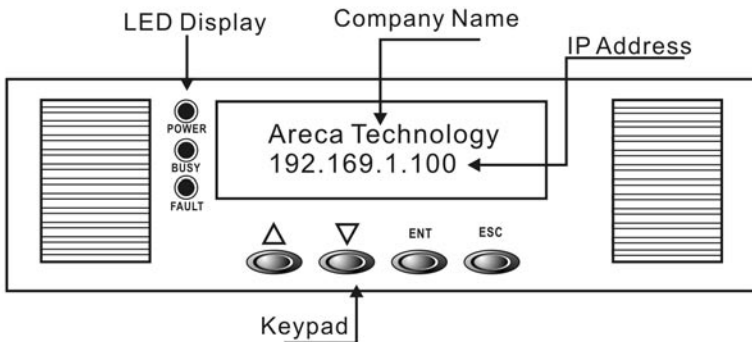 LED Display
Company Name
IP Address
POWER
BUSY
FAULT
Areca Technology
192.169.1.100
ENT
ESC
Keypad